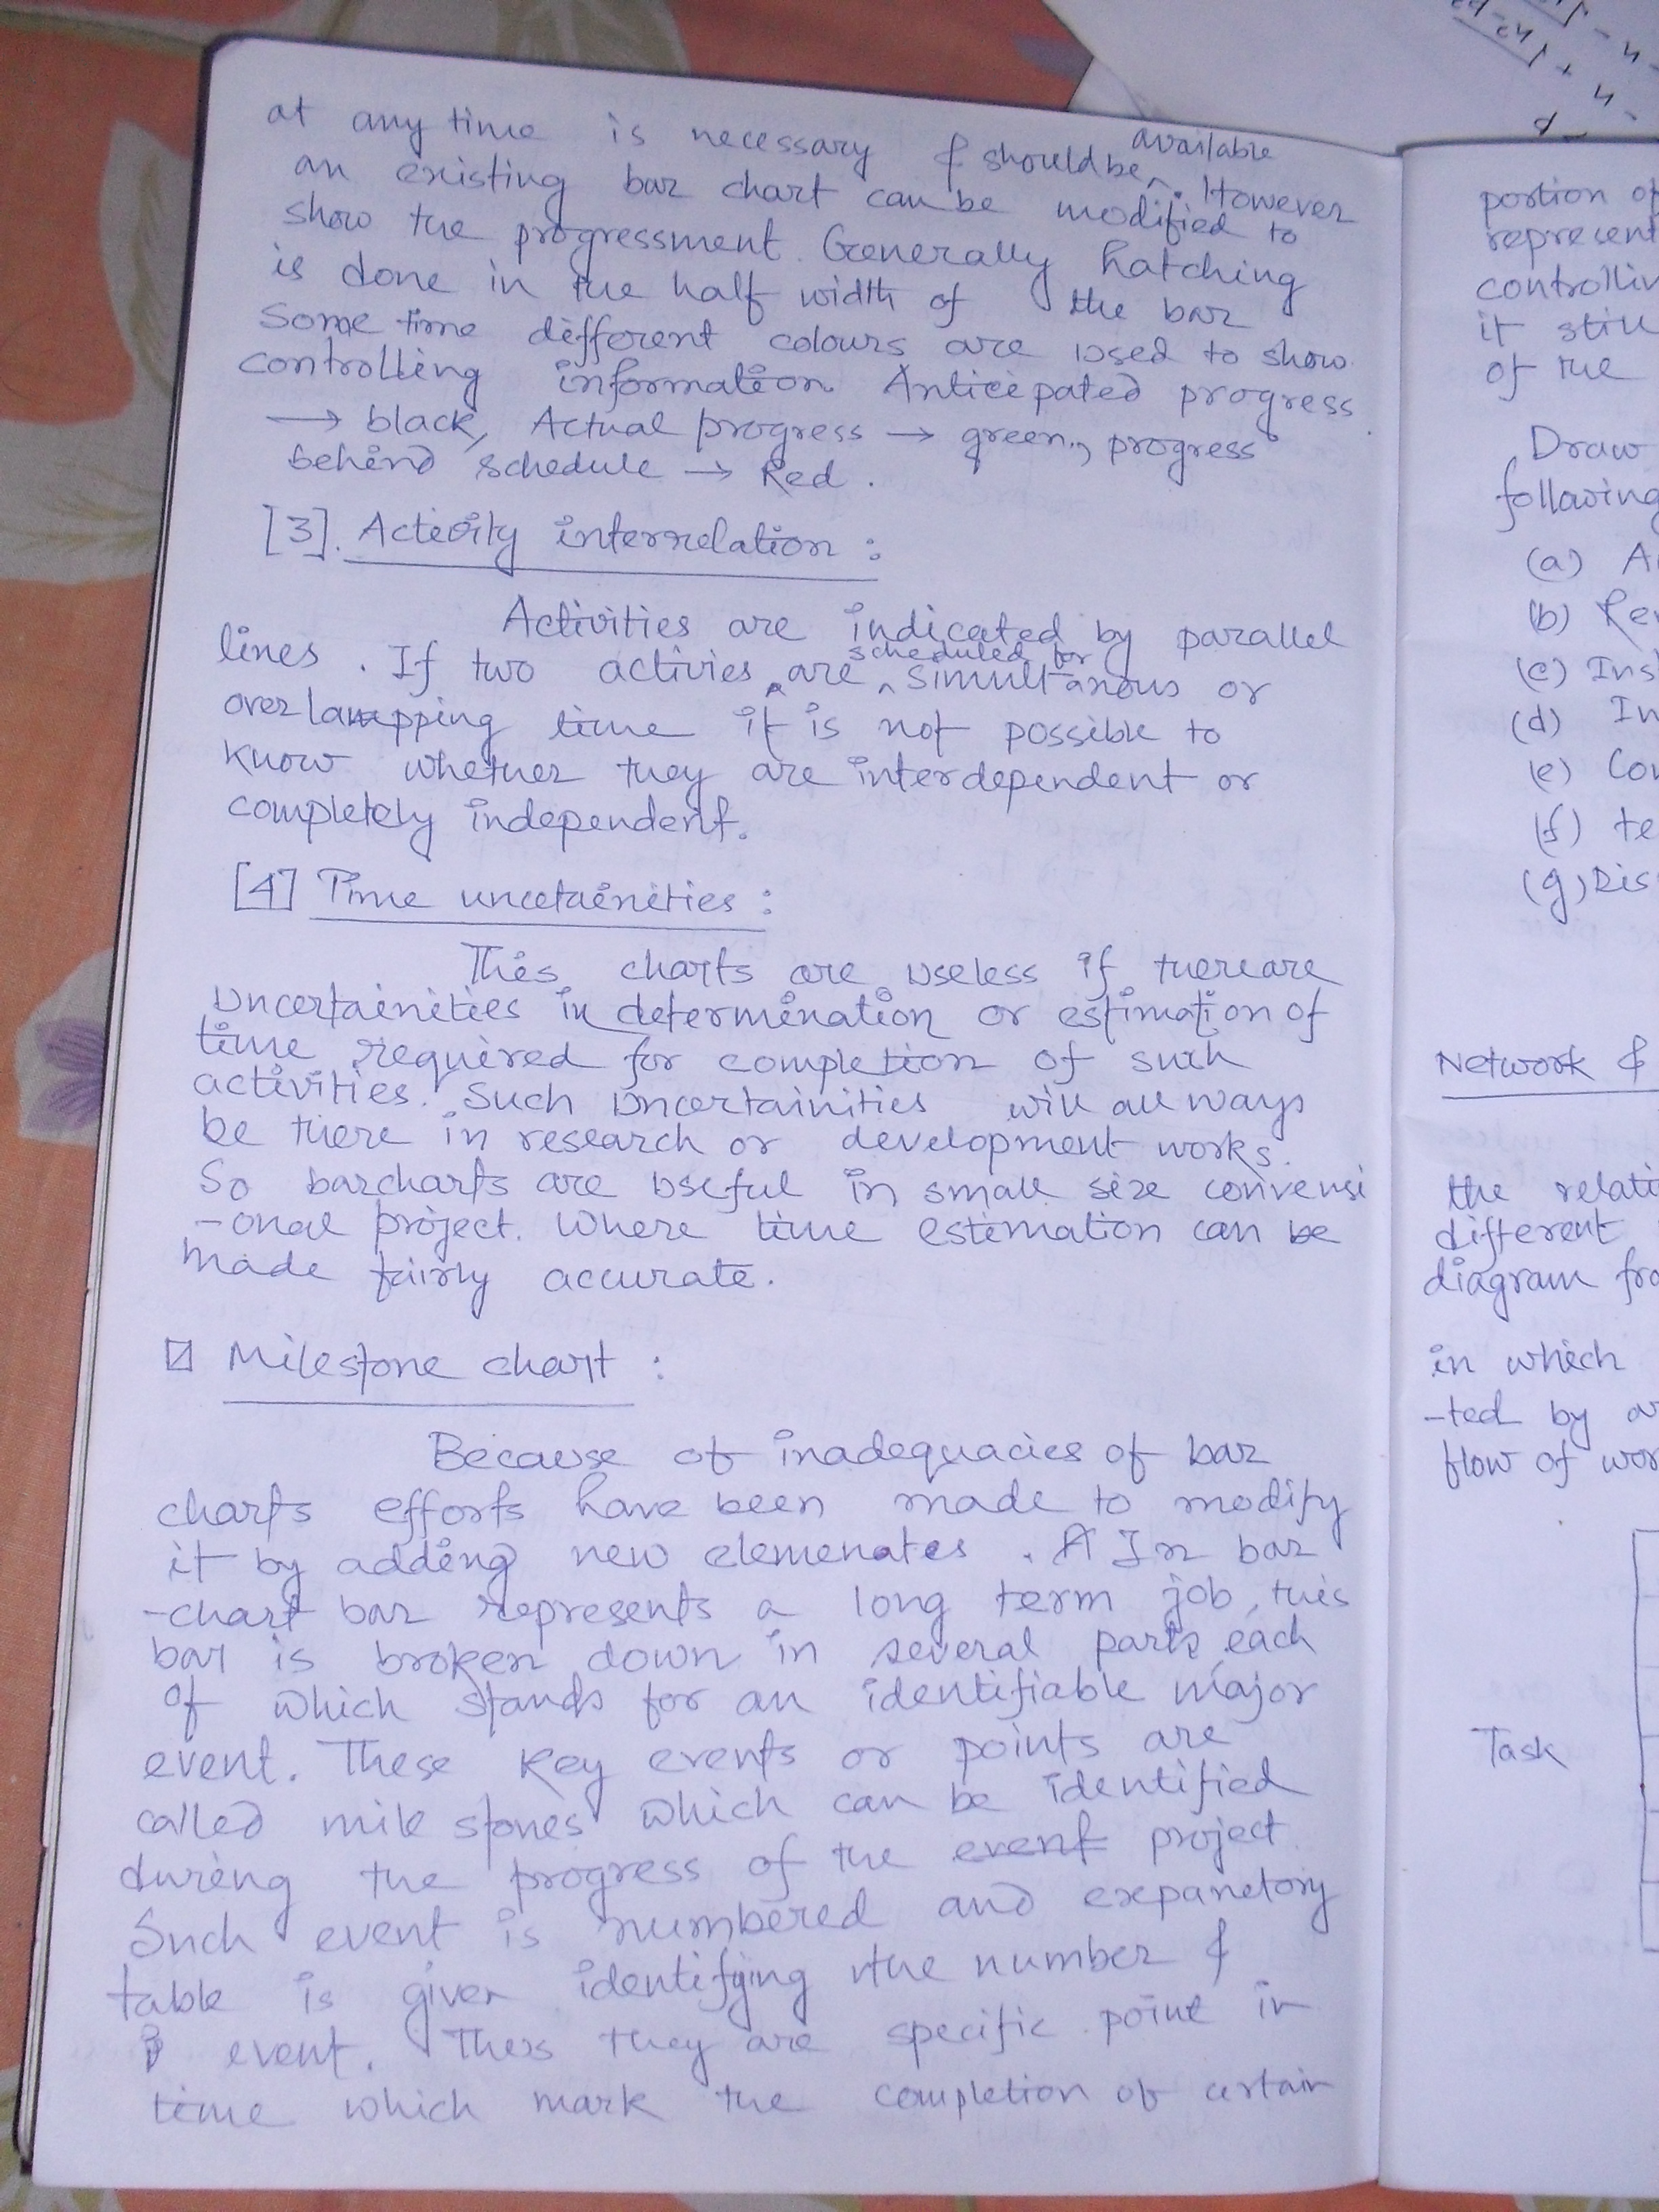 at any time is necessary & should be available . However
an existing bar chart can be modified to
show the progressment. Generally hatching
is done in the half width of the bar
Some time different colours are used to show
controlling information Anticipated progress
→ black, Actual progress → green, progress
behind schedule → Red .
[3]. Activity interrelation :
Activities are indicated by parallel
lines . If two activies are scheduled for simultanous or
overlapping time it is not possible to
know whether they are interdependent or
completely independent.
[4] Time uncetainities :
This charts are useless if there are
uncertainities in determination or estimation of
time required for completion of such
activities. Such uncertainities will allways
be there in research or development works.
So barcharts are useful in small size convensi
-onal project. Where time estimation can be
made fairly accurate.
Milestone chart :
Because of inadequacies of bar
charts efforts have been made to modify
it by adding new elemenates . A In bar
-chart bar represents a long term job, this
bar is broken down in several parts each
of which stands for an identifiable major
event. These key events or points are
called mile stones which can be identified
during the progress of the event project
Such event is numbered and expanetory
table is given identifying the number &
event. Thus they are specific point in
time which mark the completion of certain
portion of
represent
controllin
it still
of the
Draw
following
(a) A
(b) Re
(c) Ins
(d) In
(e) Con
(f) te
(g) Dis
Network &
the relati
different
diagram fro
in which
-ted by a
flow of wor
Task